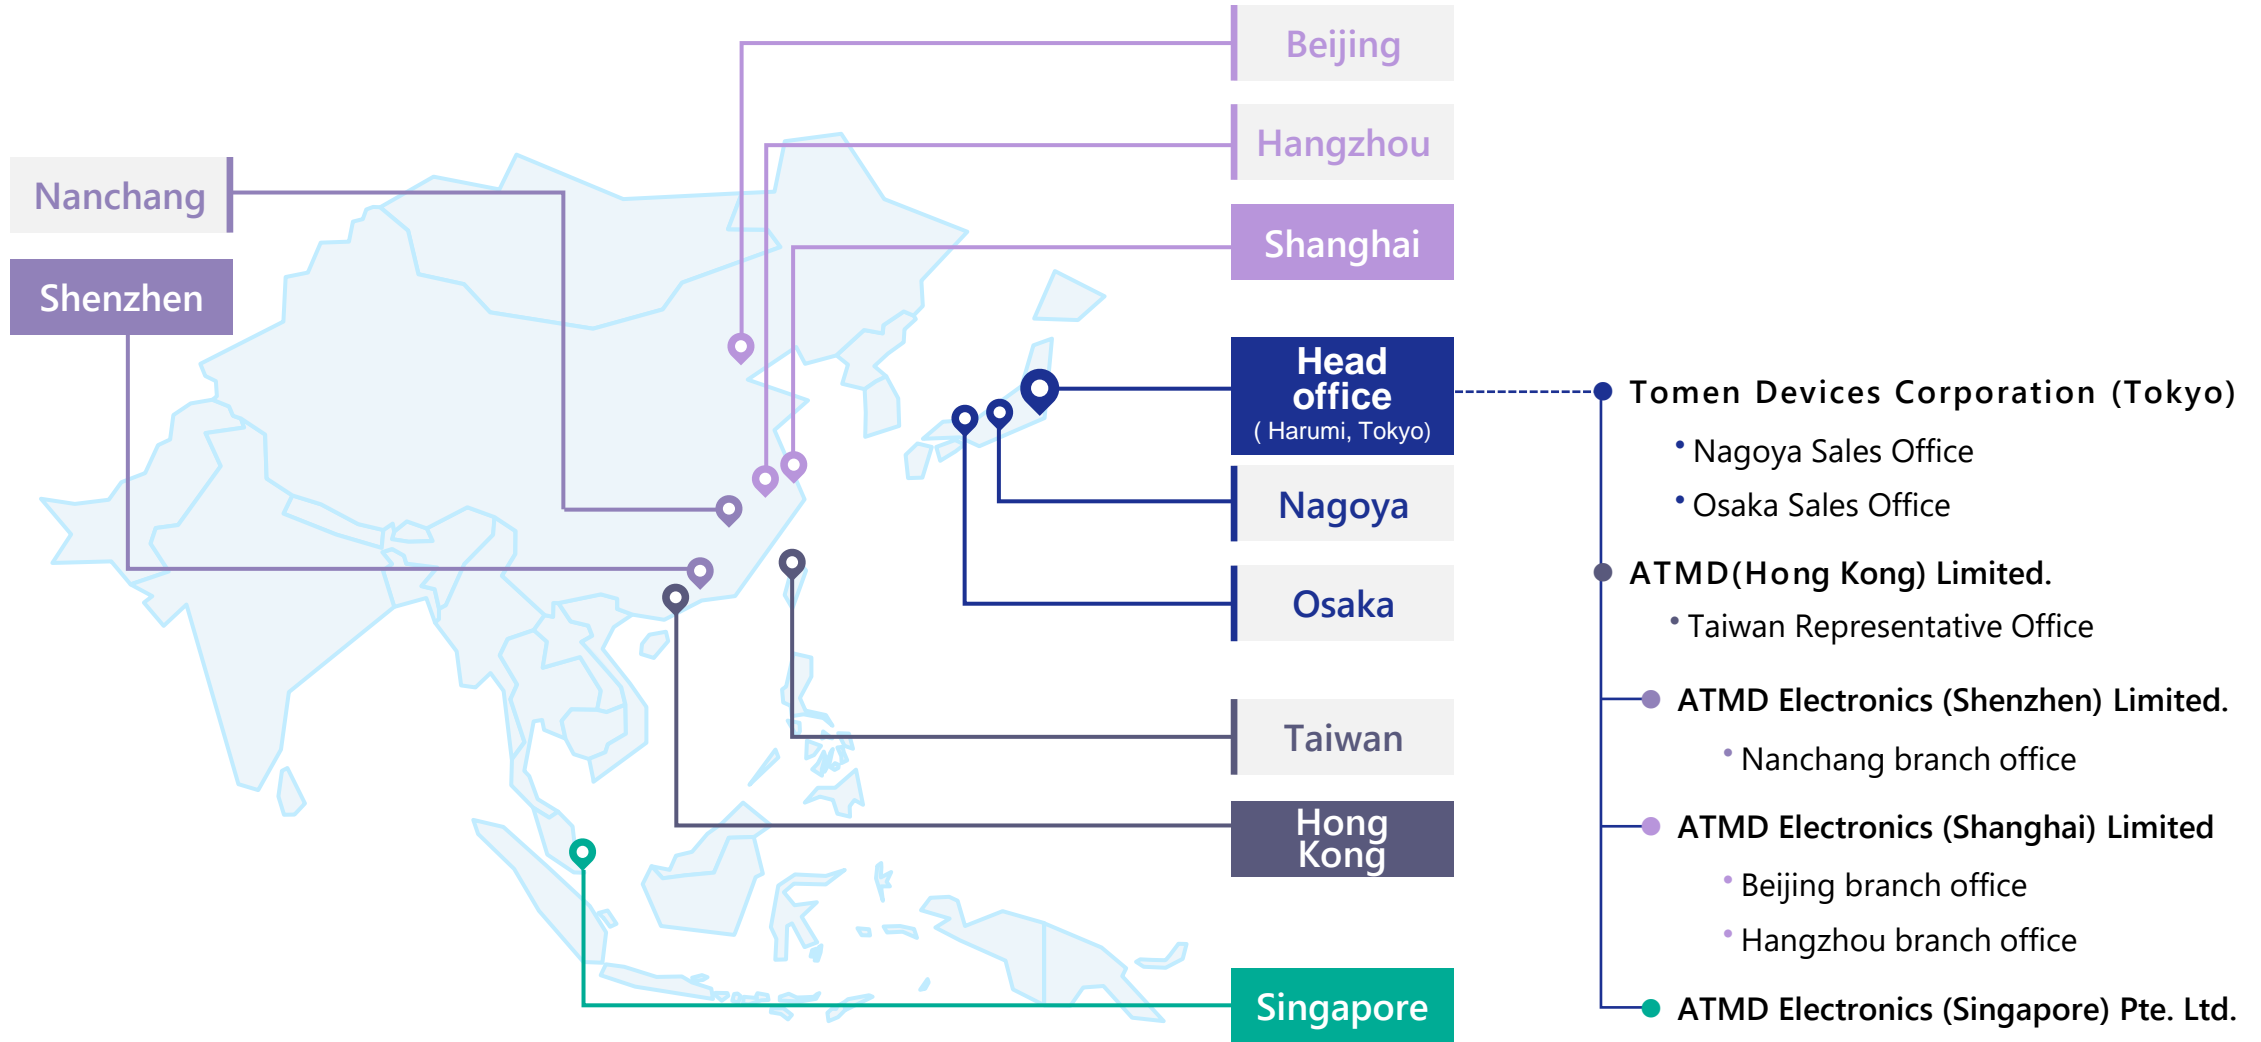 Beijing
Hangzhou
Shanghai
Nanchang
Shenzhen
Head
office
( Harumi, Tokyo)
Nagoya
Osaka
Taiwan
Hong
Kong
Singapore
Tomen Devices Corporation (Tokyo)
・Nagoya Sales Office
・Osaka Sales Office
ATMD(Hong Kong) Limited.
・Taiwan Representative Office
ATMD Electronics (Shenzhen) Limited.
・Nanchang branch office
ATMD Electronics (Shanghai) Limited
・Beijing branch office
・Hangzhou branch office
ATMD Electronics (Singapore) Pte. Ltd.